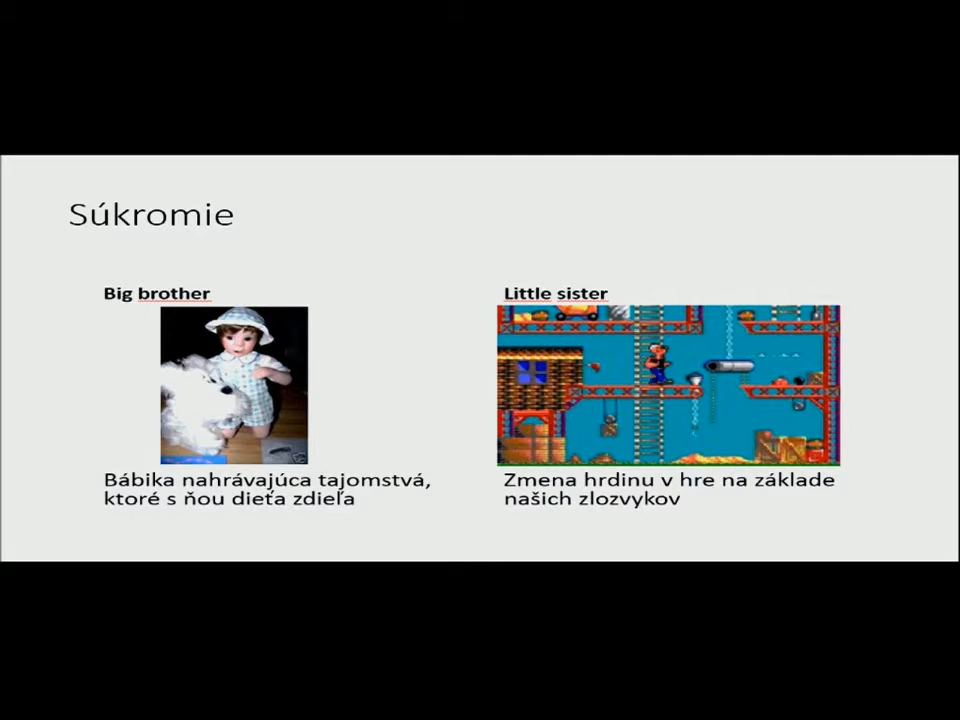 Súkromie
Big brother
Bábika nahrávajúca tajomstvá,
ktoré s ňou dieťa zdieľa
Little sister
Zmena hrdinu v hre na základe
našich zlozvykov